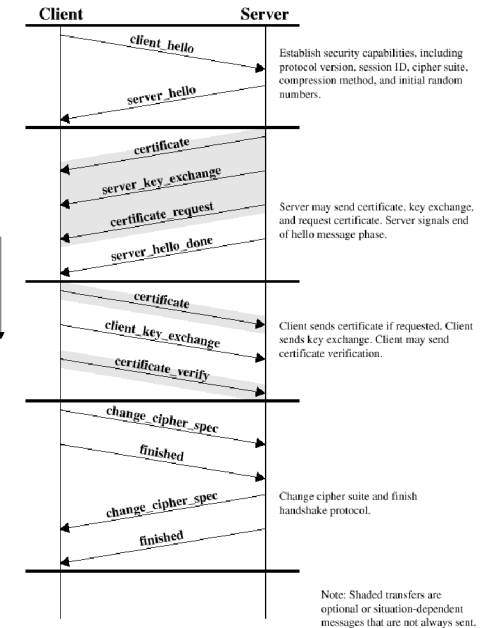 Client Server
client_hello
Establish security capabilities, including
protocol version, session ID, cipher suite,
compression method, and initial random
numbers.
server_hello
certificate
server_key_exchange
certificate_request
Server may send certificate, key exchange,
and request certificate. Server signals end
of hello message phase.
server_hello_done
certificate
client_key_exchange
certificate_verify
Client sends certificate if requested. Client
sends key exchange. Client may send
certificate verification.
change_cipher_spec
finished
change_cipher_spec
finished
Change cipher suite and finish
handshake protocol.
Note: Shaded transfers are
optional or situation-dependent
messages that are not always sent.